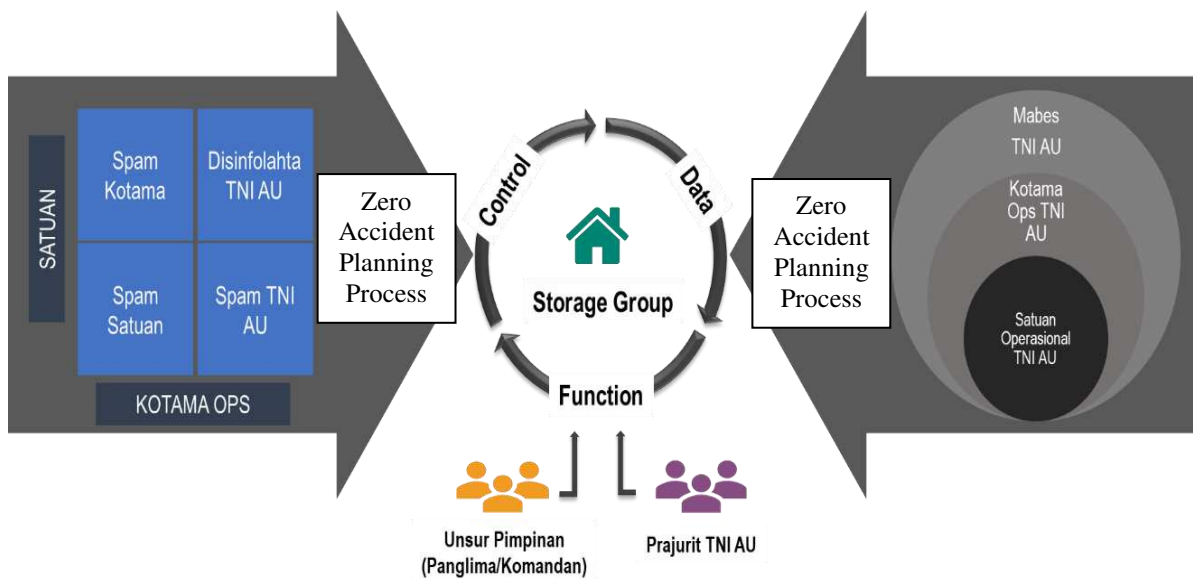 SATUAN
Spam
Kotama
Disinfolahta
TNI AU
Spam
Satuan
Spam TNI
AU
KOTAMA OPS
Zero
Accident
Planning
Process
Control
Data
Storage Group
Function
Unsur Pimpinan
(Panglima/Komandan)
Prajurit TNI AU
Zero
Accident
Planning
Process
Mabes
TNI AU
Kotama
Ops TNI
AU
Satuan
Operasional
TNI AU